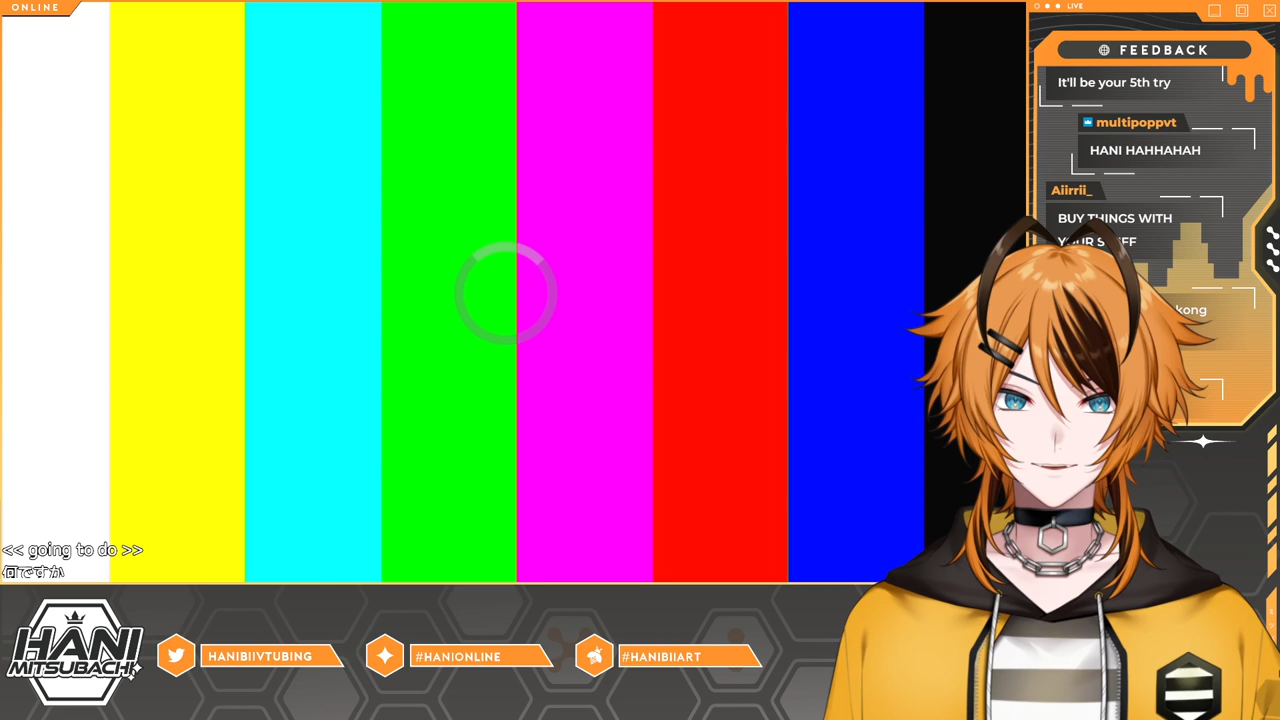 ONLINE
LIVE
FEEDBACK
It'll be your 5th try
multipoppvt
HANI HAHHAHAH
Aiirrii_
BUY THINGS WITH
<< going to do >>
何ですか
HANI
MITSUBACHI
HANIBIIVTUBING
#HANIONLINE
#HANIBIIART